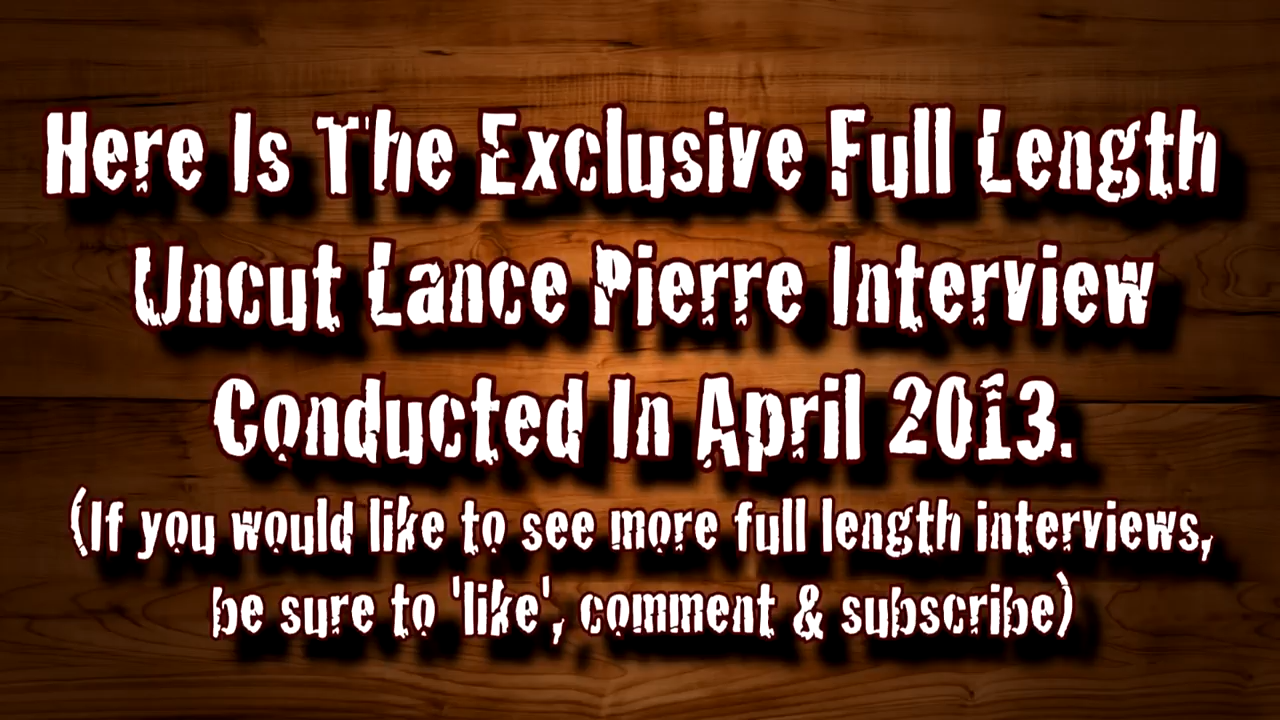 Here Is The Exclusive Full Length
Uncut Lance Pierre Interview
Conducted In April 2013.
(If you would like to see more full length interviews,
be sure to 'like', comment & subscribe)